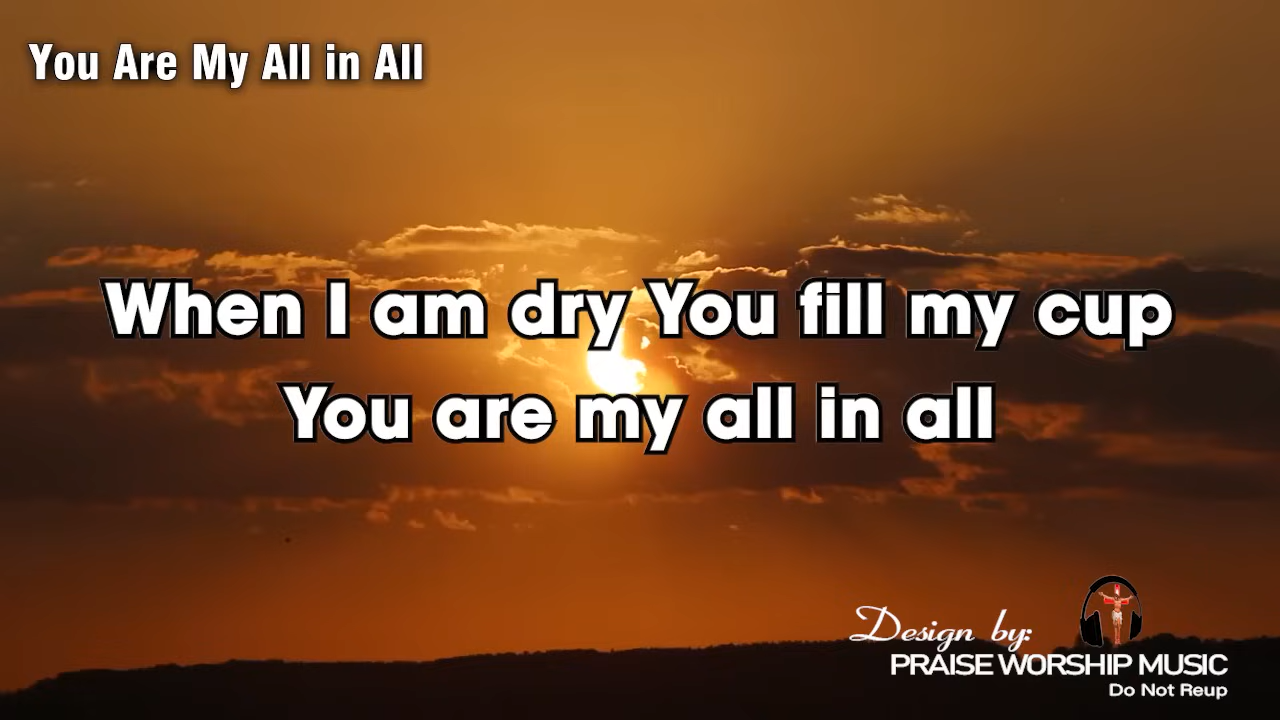 You Are My All in All
When I am dry You fill my cup
You are my all in all
Design by:
PRAISE WORSHIP MUSIC
Do Not Reup